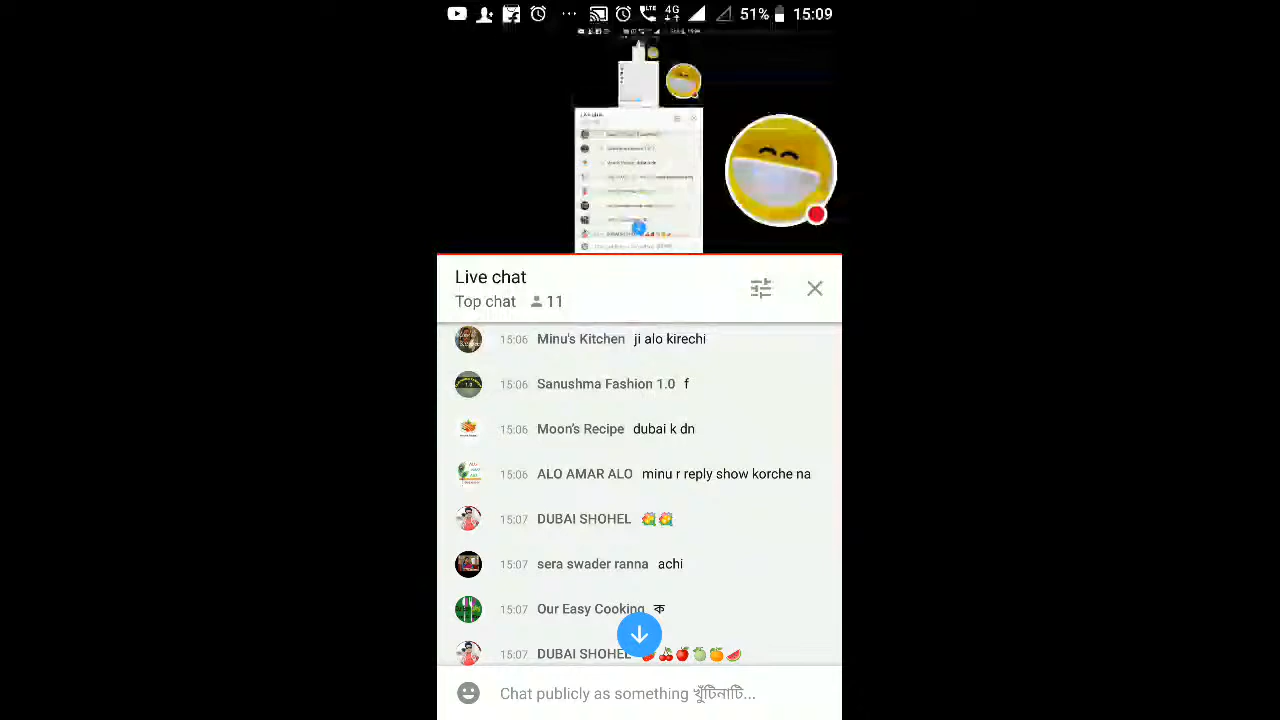 51% 15:09
Live chat
Top chat 11
15:06 Minu's Kitchen ji alo kirechi
15:06 Sanushma Fashion 1.0 f
15:06 Moon's Recipe dubai k dn
15:06 ALO AMAR ALO minu r reply show korche na
15:07 DUBAI SHOHEL 💐💐
15:07 sera swader ranna achi
15:07 Our Easy Cooking ক
15:07 DUBAI SHOHEL 🍓🍒🍎🍈🍊🍉
Chat publicly as something খুঁটিনাটি...